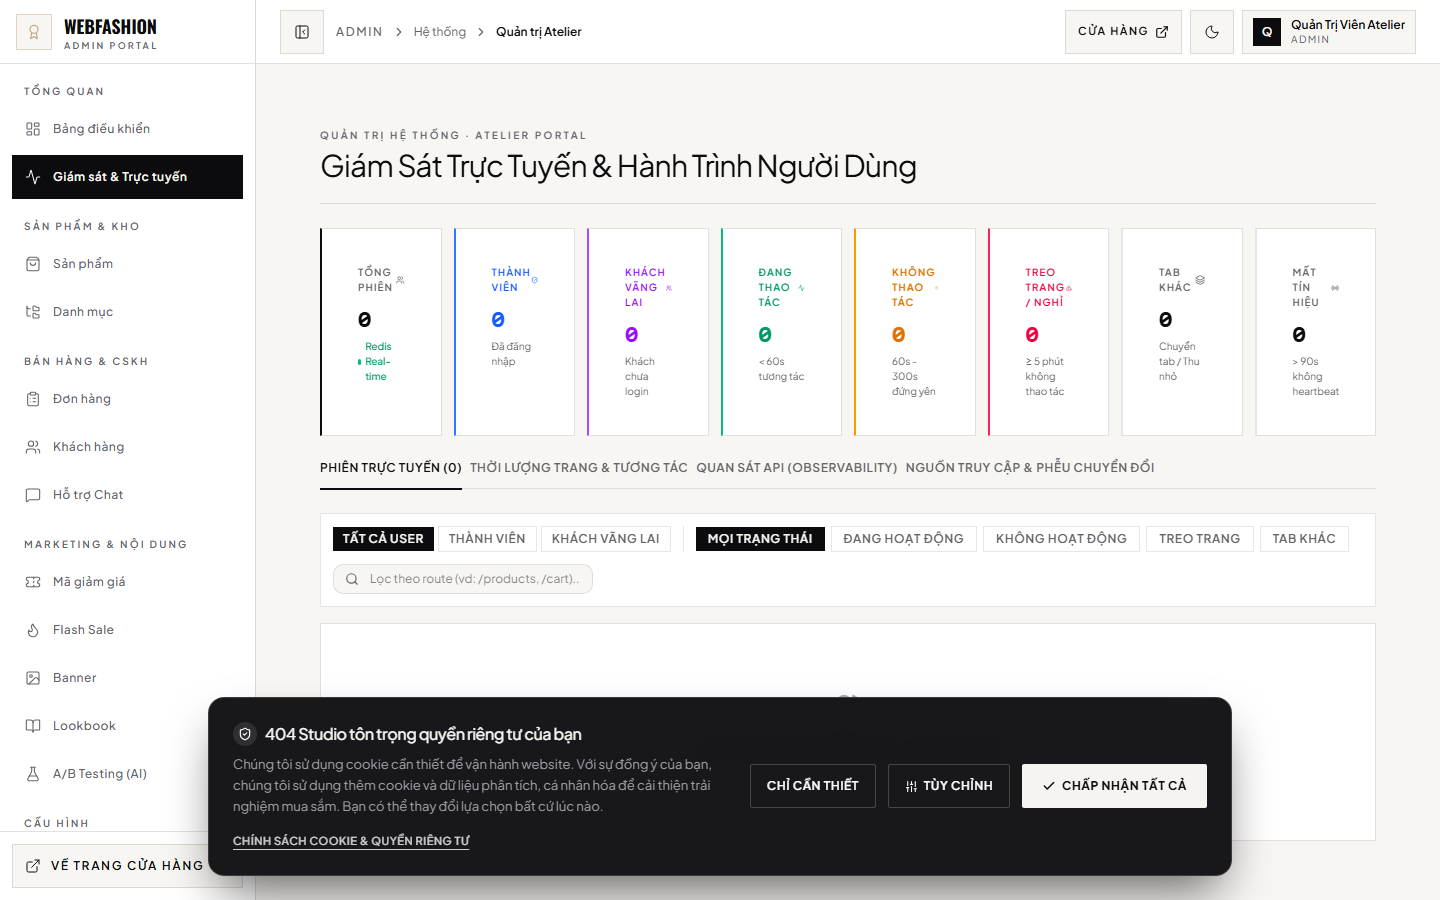 WEBFASHION
ADMIN PORTAL
TỔNG QUAN
Bảng điều khiển
Giám sát & Trực tuyến
SẢN PHẨM & KHO
Sản phẩm
Danh mục
BÁN HÀNG & CSKH
Đơn hàng
Khách hàng
Hỗ trợ Chat
MARKETING & NỘI DUNG
Mã giảm giá
Flash Sale
Banner
Lookbook
A/B Testing (AI)
CẤU HÌNH
VỀ TRANG CỬA HÀNG
ADMIN
Hệ thống
Quản trị Atelier
CỬA HÀNG
Q
Quản Trị Viên Atelier
ADMIN
QUẢN TRỊ HỆ THỐNG · ATELIER PORTAL
Giám Sát Trực Tuyến & Hành Trình Người Dùng
TỔNG
PHIÊN
0
Redis
Real-
time
THÀNH
VIÊN
0
Đã đăng
nhập
KHÁCH
VÃNG
LAI
0
Khách
chưa
login
ĐANG
THAO
TÁC
0
< 60s
tương tác
KHÔNG
THAO
TÁC
0
60s -
300s
đứng yên
TREO
TRANG
/ NGHỈ
0
≥ 5 phút
không
thao tác
TAB
KHÁC
0
Chuyển
tab / Thu
nhỏ
MẤT
TÍN
HIỆU
0
> 90s
không
heartbeat
PHIÊN TRỰC TUYẾN (0)
THỜI LƯỢNG TRANG & TƯƠNG TÁC
QUAN SÁT API (OBSERVABILITY)
NGUỒN TRUY CẬP & PHỄU CHUYỂN ĐỔI
TẤT CẢ USER
THÀNH VIÊN
KHÁCH VÃNG LAI
MỌI TRẠNG THÁI
ĐANG HOẠT ĐỘNG
KHÔNG HOẠT ĐỘNG
TREO TRANG
TAB KHÁC
Lọc theo route (vd: /products, /cart)..
404 Studio tôn trọng quyền riêng tư của bạn
Chúng tôi sử dụng cookie cần thiết để vận hành website. Với sự đồng ý của bạn,
chúng tôi sử dụng thêm cookie và dữ liệu phân tích, cá nhân hóa để cải thiện trải
nghiệm mua sắm. Bạn có thể thay đổi lựa chọn bất cứ lúc nào.
CHÍNH SÁCH COOKIE & QUYỀN RIÊNG TƯ
CHỈ CẦN THIẾT
TÙY CHỈNH
CHẤP NHẬN TẤT CẢ